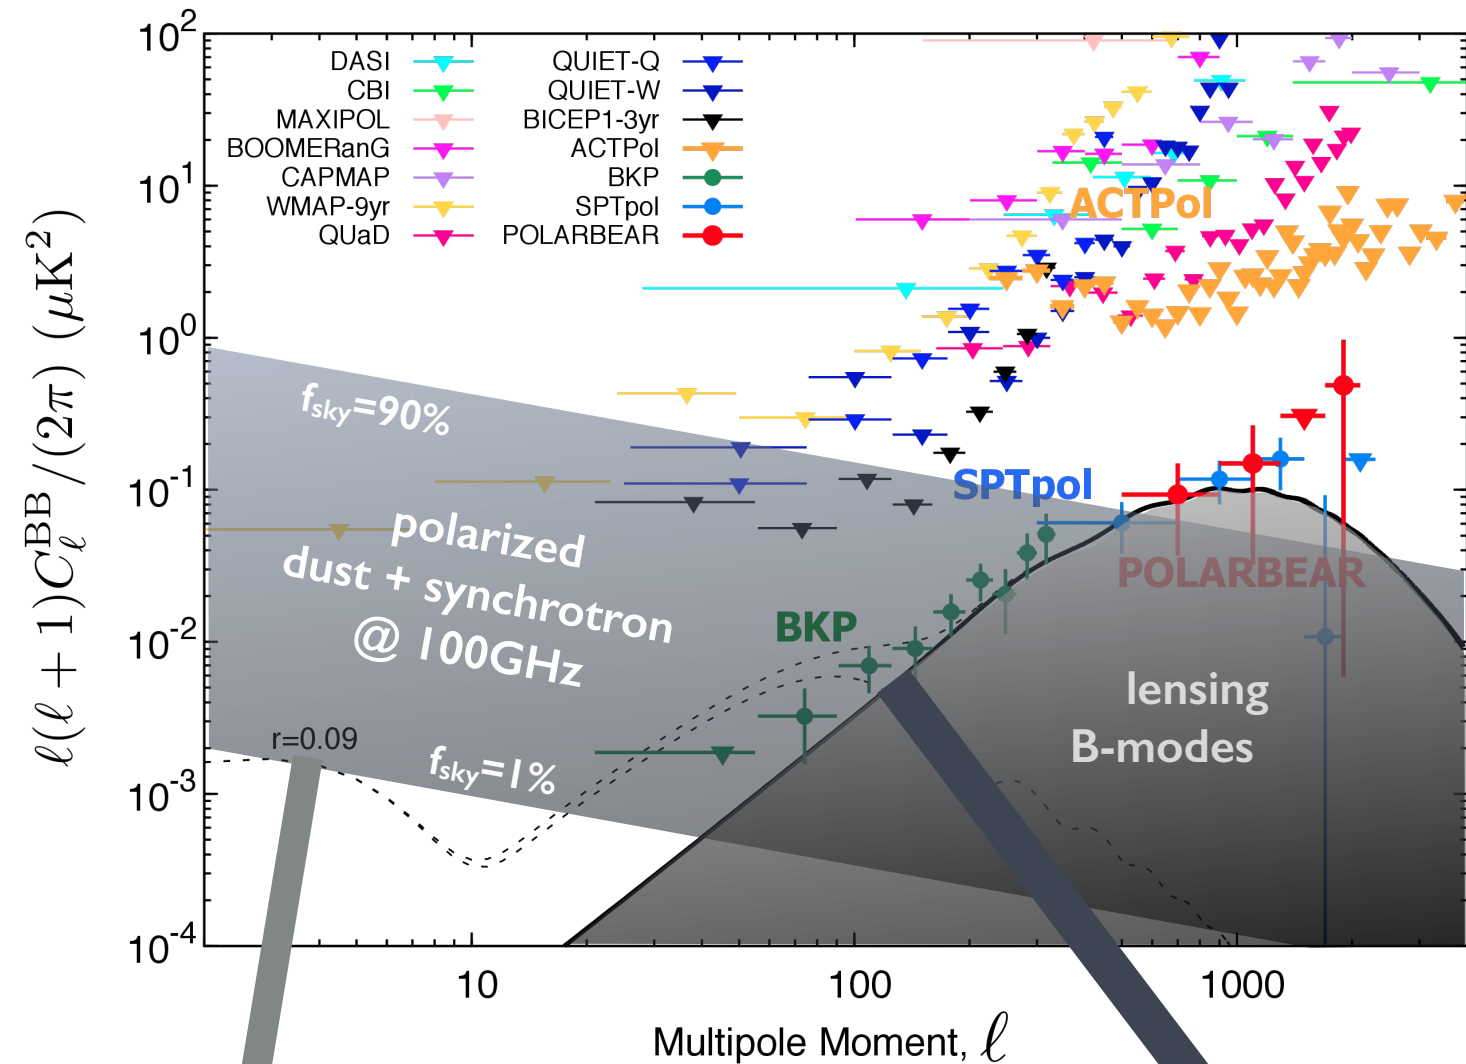 10²
10¹
10⁰
10⁻¹
10⁻²
10⁻³
10⁻⁴
ℓ(ℓ + 1)C_ℓ^BB/(2π) (μK²)
DASI
CBI
MAXIPOL
BOOMERanG
CAPMAP
WMAP-9yr
QUaD
QUIET-Q
QUIET-W
BICEP1-3yr
ACTPol
BKP
SPTpol
POLARBEAR
ACTPol
f_sky=90%
SPTpol
polarized
dust + synchrotron
@ 100GHz
POLARBEAR
BKP
lensing
B-modes
r=0.09
f_sky=1%
10
100
1000
Multipole Moment, ℓ